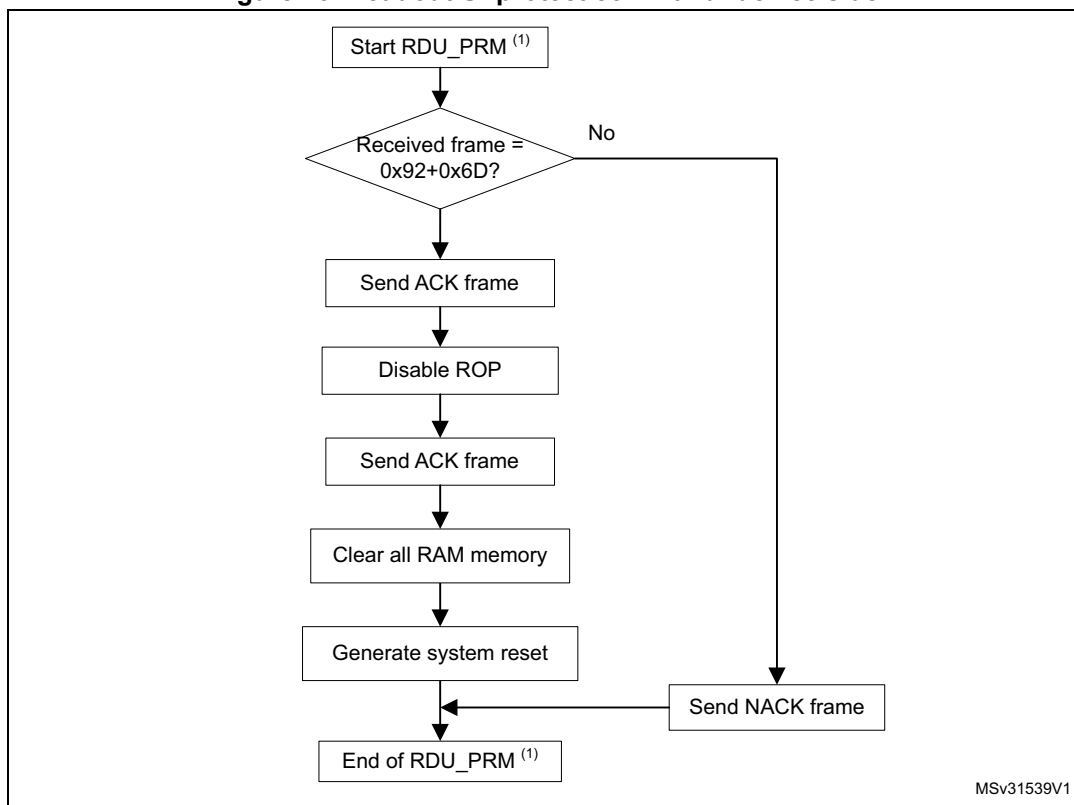 Start RDU_PRM (1)
No
Received frame =
0x92+0x6D?
Send ACK frame
Disable ROP
Send ACK frame
Clear all RAM memory
Generate system reset
Send NACK frame
End of RDU_PRM (1)
MSv31539V1